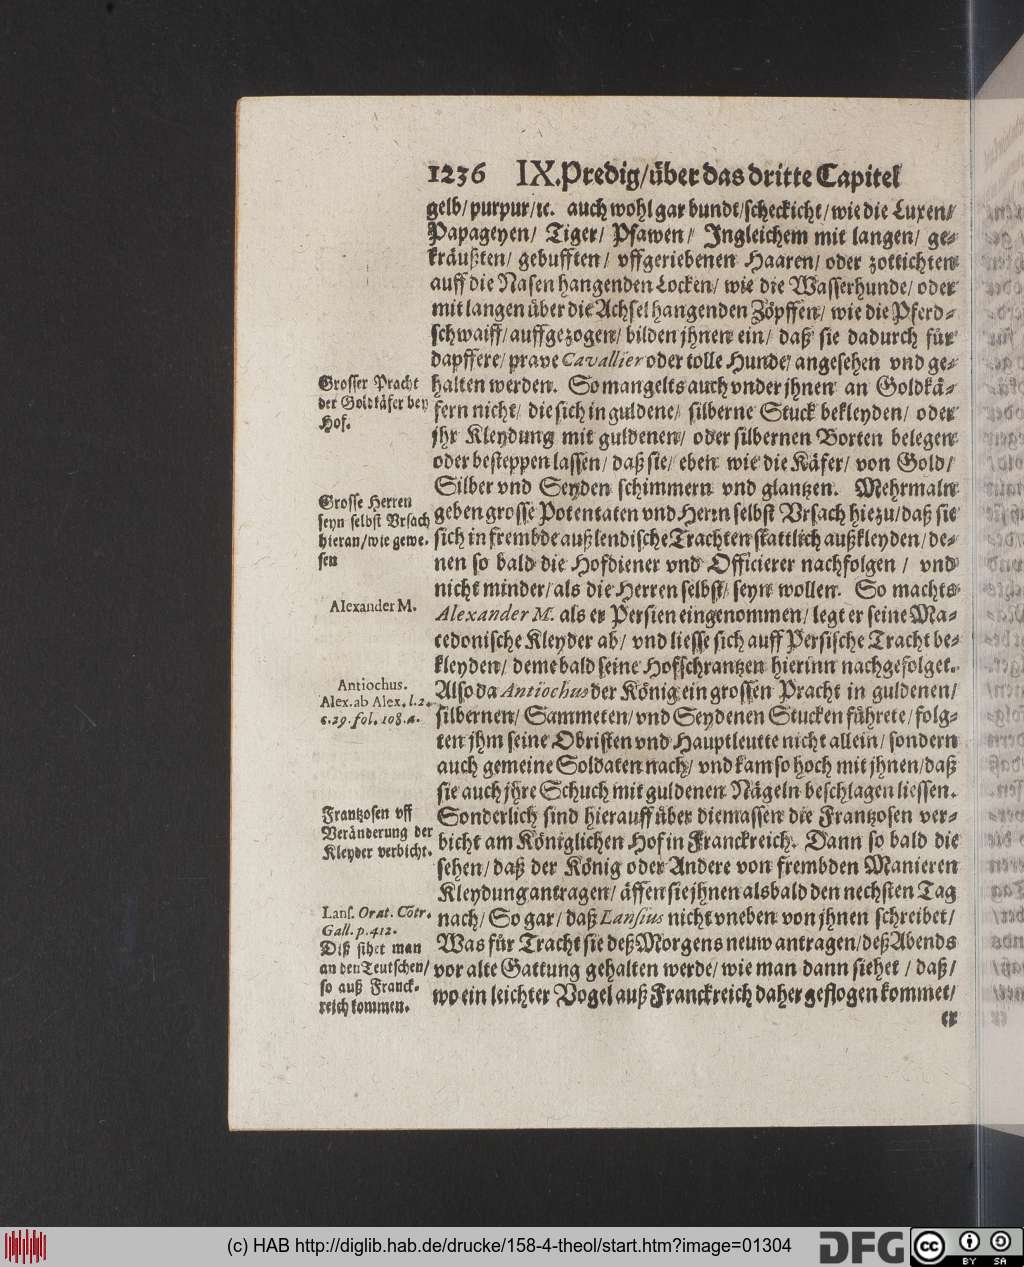 1236 IX. Predig/über das dritte Capitel
gelb/ purpur/ ꝛc. auch wohl gar bundt/scheckicht/ wie die Luxen/
Papageyen/ Tiger/ Pfawen/ Jngleichem mit langen/ ge-
kräußten/ gebufften/ vffgeriebenen Haaren/ oder zottichten
auff die Nasen hangenden Locken/ wie die Wasserhunde/ oder
mit langen über die Achsel hangenden Zöpffen/ wie die Pferd-
schwaiff/ auffgezogen/ bilden jhnen ein/ daß sie dadurch für
dapffere/ prave Cavallier oder tolle Hunde/ angesehen vnd ge-
halten werden. So mangelts auch vnder jhnen an Goldkä-
fern nicht/ die sich in guldene/ silberne Stuck bekleyden/ oder
jhr Kleydung mit guldenen/ oder silbernen Borten belegen
oder besteppen lassen/ daß sie/ eben wie die Käfer/ von Gold/
Silber vnd Seyden schimmern vnd glantzen. Mehrmaln
geben grosse Potentaten vnd Herrn selbst Vrsach hiezu/ daß sie
sich in frembde außlendische Trachten stattlich außkleyden/ de-
nen so bald die Hofdiener vnd Officierer nachfolgen / vnd
nicht minder/ als die Herren selbst/ seyn wollen. So machts
Alexander M. als er Persien eingenommen/ legt er seine Ma-
cedonische Kleyder ab/ vnd liesse sich auff Persische Tracht be-
kleyden/ deme bald seine Hofschrantzen hierinn nachgefolget.
Also da Antiochus der König ein grossen Pracht in guldenen/
silbernen/ Sammeten/ vnd Seydenen Stucken führete/ folg-
ten jhm seine Obristen vnd Hauptleutte nicht allein/ sondern
auch gemeine Soldaten nach/ vnd kam so hoch mit jhnen/ daß
sie auch jhre Schuch mit guldenen Nägeln beschlagen liessen.
Sonderlich sind hierauff über diemassen die Frantzosen ver-
bicht am Königlichen Hof in Franckreich. Dann so bald die
sehen/ daß der König oder Andere von frembden Manieren
Kleydung antragen/ äffen sie jhnen alsbald den nechsten Tag
nach/ So gar/ daß Lansius nicht vneben von jhnen schreibet/
Was für Tracht sie deß Morgens neuw antragen/ deß Abends
vor alte Gattung gehalten werde/ wie man dann siehet / daß/
wo ein leichter Vogel auß Franckreich daher geflogen kommet/
er
Grosser Pracht
der Goldkäfer bey
Hof.
Grosse Herren
seyn selbst Vrsach
hieran/ wie gewe-
sen
Alexander M.
Antiochus.
Alex. ab Alex. l. 2.
c. 29. fol. 108. a.
Frantzosen vff
Veränderung der
Kleyder verbicht.
Lans. Orat. Cōtr.
Gall. p. 412.
Diß sihet man
an den Teutschen/
so auß Franck-
reich kommen.
(c) HAB http://diglib.hab.de/drucke/158-4-theol/start.htm?image=01304
DFG
cc BY SA